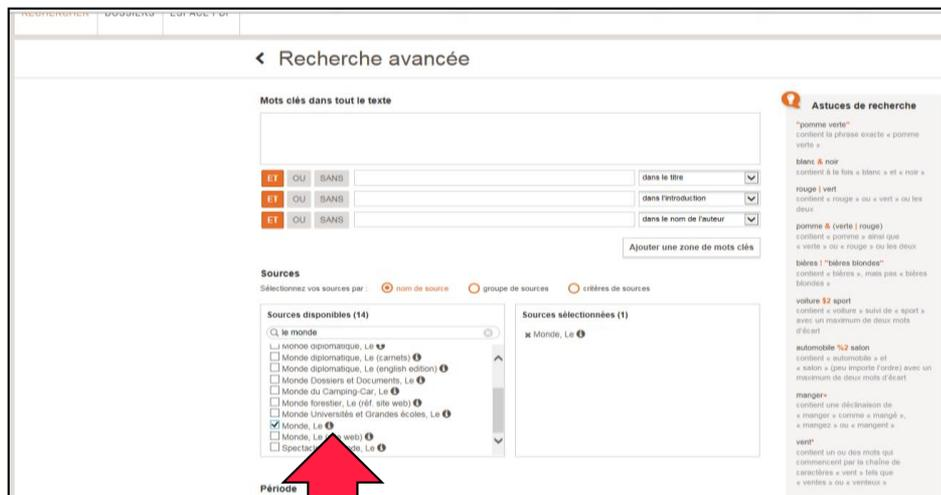 RECHERCHER DOSSIERS ESPACE PDF
Recherche avancée
Mots clés dans tout le texte
ET OU SANS dans le titre
ET OU SANS dans l'introduction
ET OU SANS dans le nom de l'auteur
Ajouter une zone de mots clés
Sources
Sélectionnez vos sources par : nom de source groupe de sources critères de sources
Sources disponibles (14)
le monde
Monde diplomatique, Le
Monde diplomatique, Le (carnets)
Monde diplomatique, Le (english edition)
Monde Dossiers et Documents, Le
Monde du Camping-Car, Le
Monde forestier, Le (réf. site web)
Monde Universités et Grandes écoles, Le
Monde, Le
Monde, Le web)
de, Le
Sources sélectionnées (1)
Monde, Le
Période
Astuces de recherche
"pomme verte"
contient la phrase exacte « pomme
verte »
blanc & noir
contient à la fois « blanc » et « noir »
rouge | vert
contient « rouge » ou « vert » ou les
deux
pomme & (verte | rouge)
contient « pomme » ainsi que
« verte » ou « rouge » ou les deux
bières ! "bières blondes"
contient « bières », mais pas « bières
blondes »
voiture $2 sport
contient « voiture » suivi de « sport »
avec un maximum de deux mots
d'écart
automobile %2 salon
contient « automobile » et
« salon » (peu importe l'ordre) avec un
maximum de deux mots d'écart
manger+
contient une déclinaison de
« manger » comme « mangé »,
« mangez » ou « mangent »
vent*
contient un ou des mots qui
commencent par la chaîne de
caractères « vent » tels que
« ventes » ou « venteux »